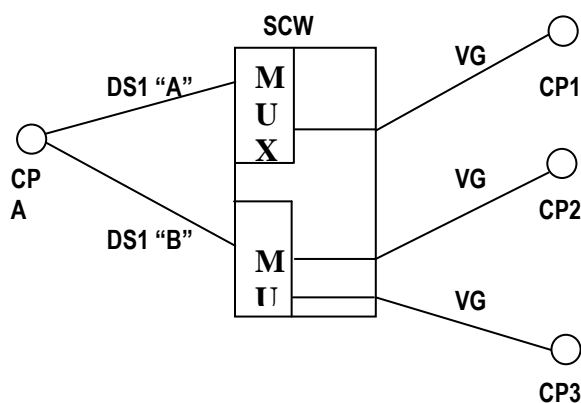 SCW
VG
DS1 “A”
M
U
X
CP1
CP
A
VG
CP2
DS1 “B”
M
U
VG
CP3